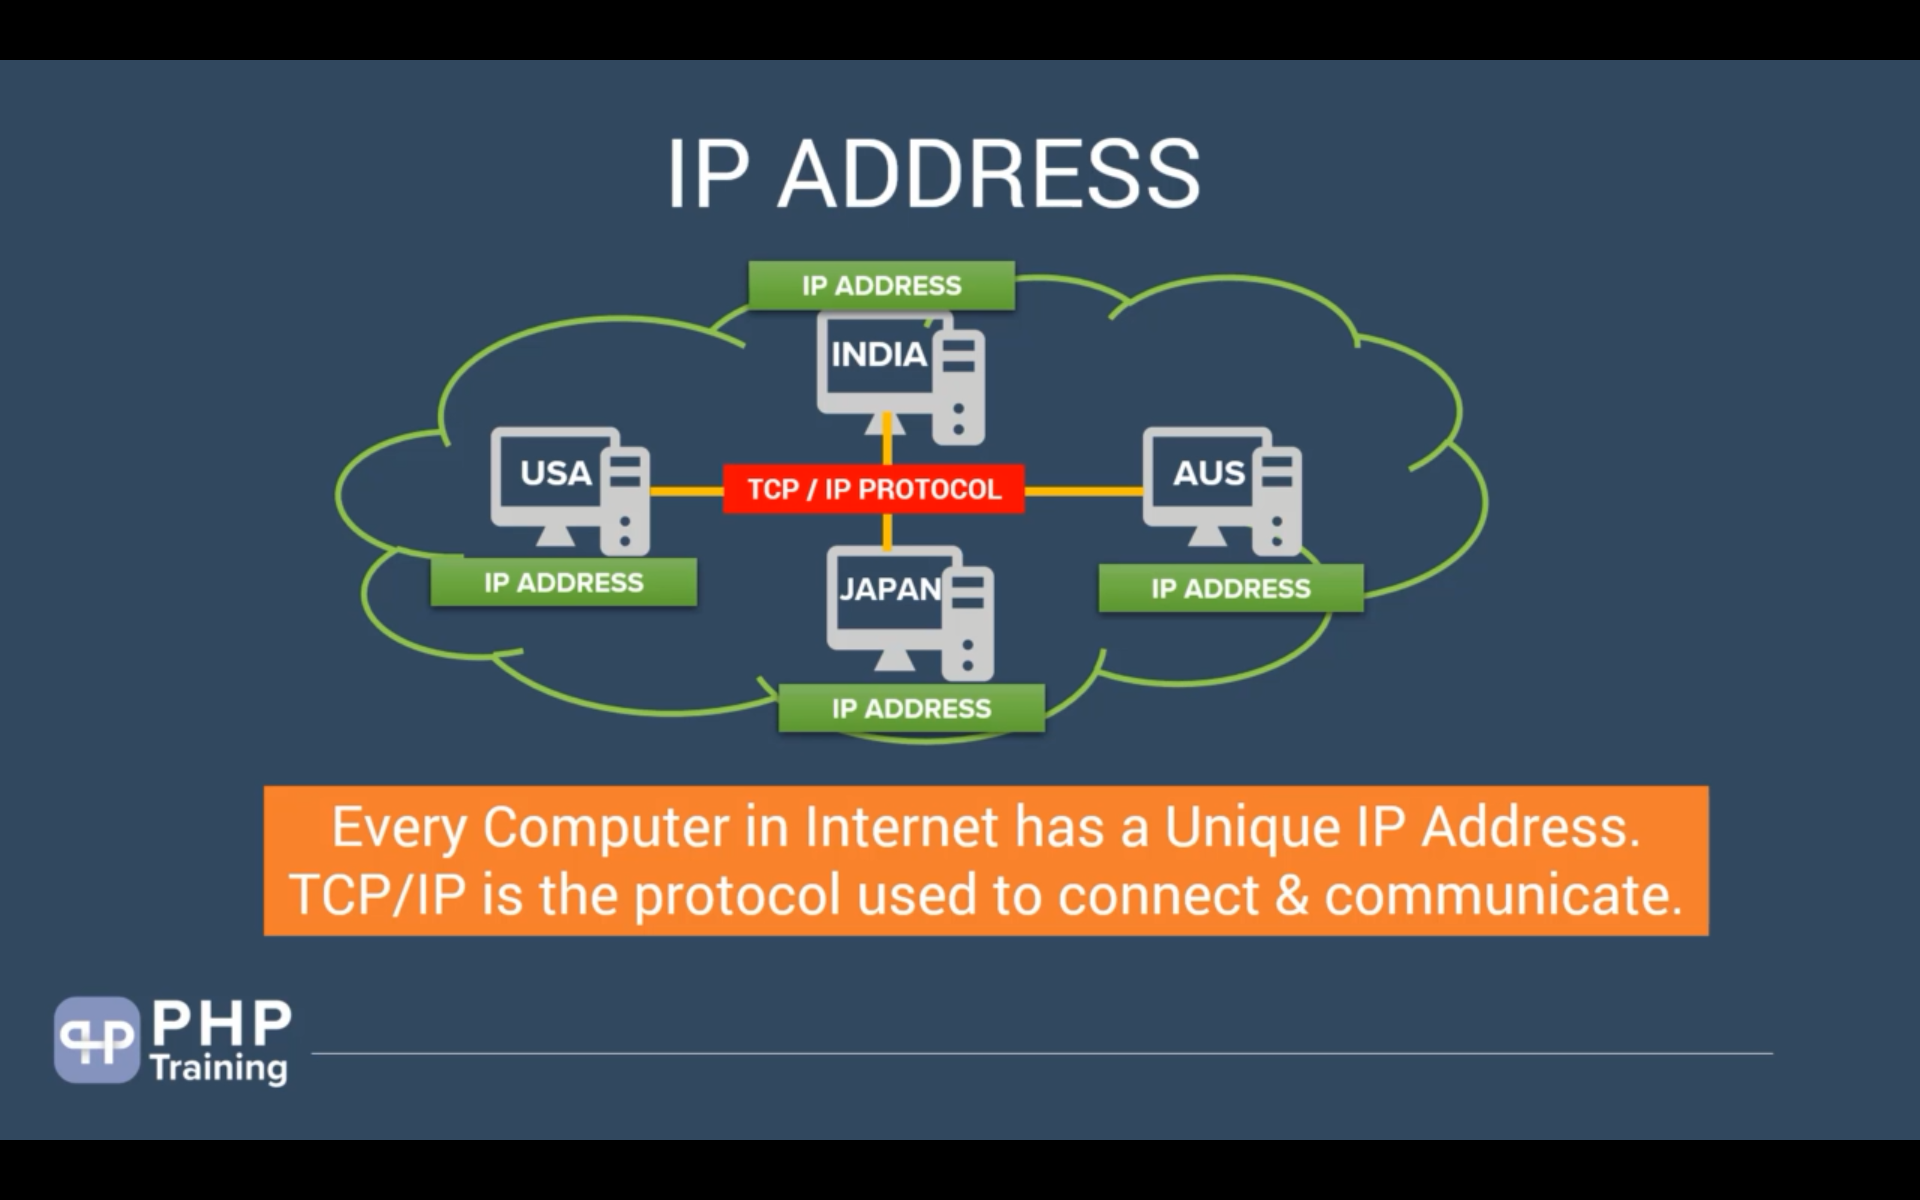 IP ADDRESS
IP ADDRESS
INDIA
USA
TCP / IP PROTOCOL
AUS
IP ADDRESS
JAPAN
IP ADDRESS
IP ADDRESS
Every Computer in Internet has a Unique IP Address.
TCP/IP is the protocol used to connect & communicate.
php PHP
Training